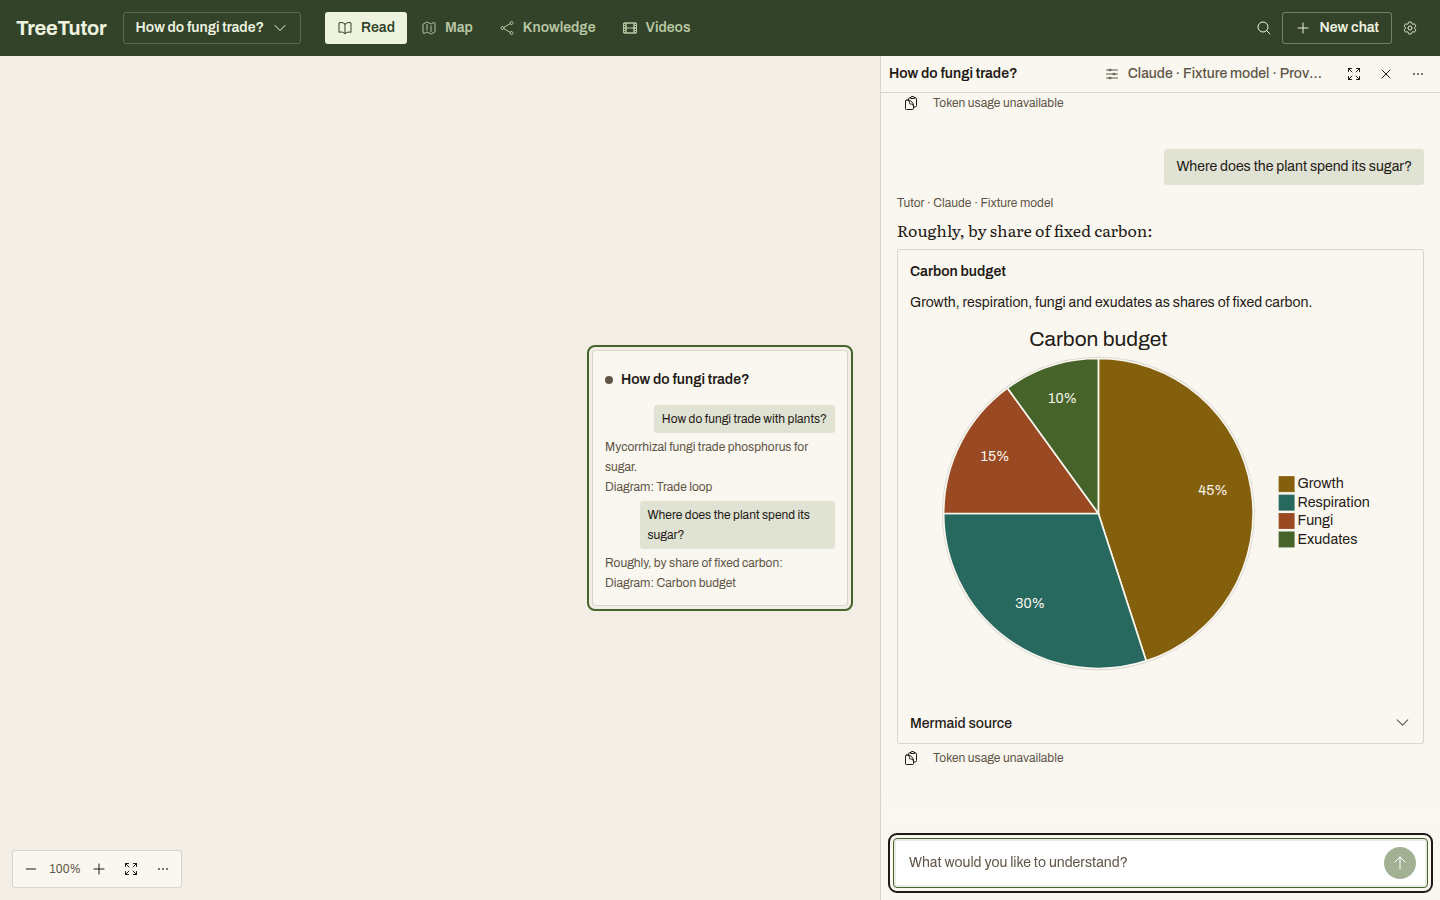 TreeTutor
How do fungi trade?
Read
Map
Knowledge
Videos
New chat
How do fungi trade?
Claude · Fixture model · Prov...
Token usage unavailable
Where does the plant spend its sugar?
Tutor · Claude · Fixture model
Roughly, by share of fixed carbon:
Carbon budget
Growth, respiration, fungi and exudates as shares of fixed carbon.
Carbon budget
10%
15%
45%
30%
Growth
Respiration
Fungi
Exudates
Mermaid source
Token usage unavailable
What would you like to understand?
How do fungi trade?
How do fungi trade with plants?
Mycorrhizal fungi trade phosphorus for
sugar.
Diagram: Trade loop
Where does the plant spend its
sugar?
Roughly, by share of fixed carbon:
Diagram: Carbon budget
100%